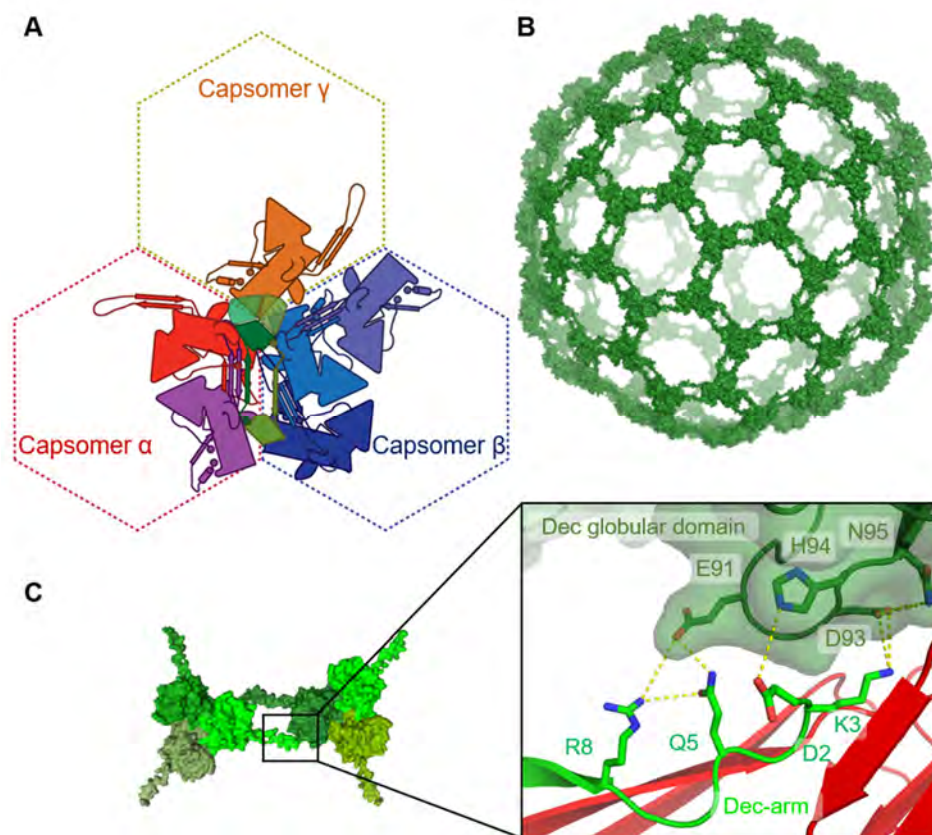 A
B
Capsomer γ
Capsomer α
Capsomer β
C
Dec globular domain
N95
H94
E91
D93
K3
R8
Q5
D2
Dec-arm